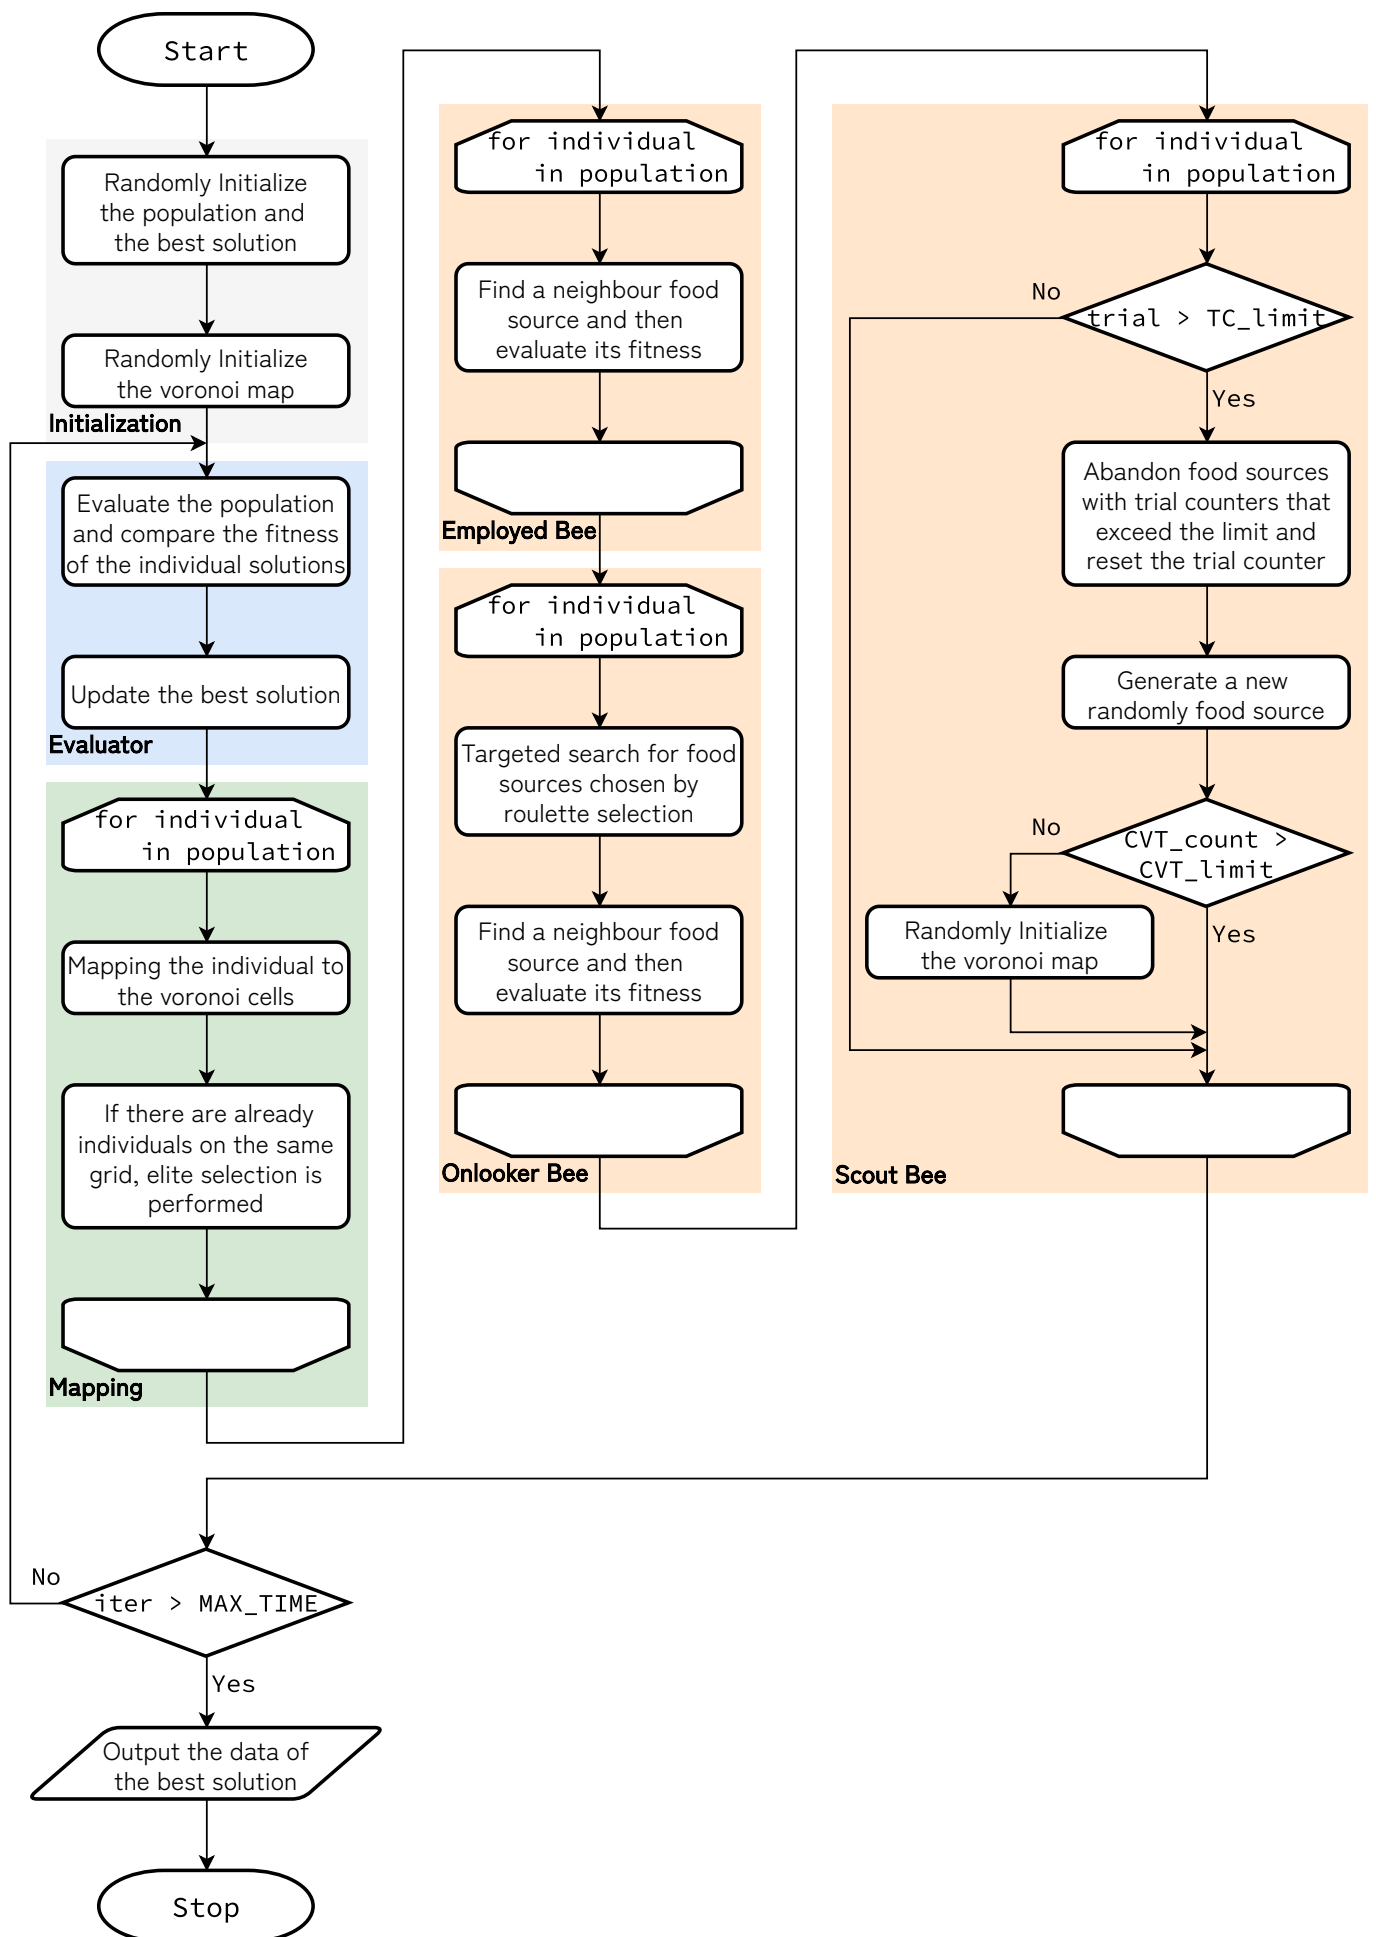 Start
Randomly Initialize
the population and
the best solution
Randomly Initialize
the voronoi map
Initialization
Evaluate the population
and compare the fitness
of the individual solutions
Update the best solution
Evaluator
for individual
in population
Mapping the individual to
the voronoi cells
If there are already
individuals on the same
grid, elite selection is
performed
Mapping
for individual
in population
Find a neighbour food
source and then
evaluate its fitness
Employed Bee
for individual
in population
Targeted search for food
sources chosen by
roulette selection
Find a neighbour food
source and then
evaluate its fitness
Onlooker Bee
for individual
in population
No
trial > TC_limit
Yes
Abandon food sources
with trial counters that
exceed the limit and
reset the trial counter
Generate a new
randomly food source
No
CVT_count >
CVT_limit
Yes
Randomly Initialize
the voronoi map
Scout Bee
No
iter > MAX_TIME
Yes
Output the data of
the best solution
Stop